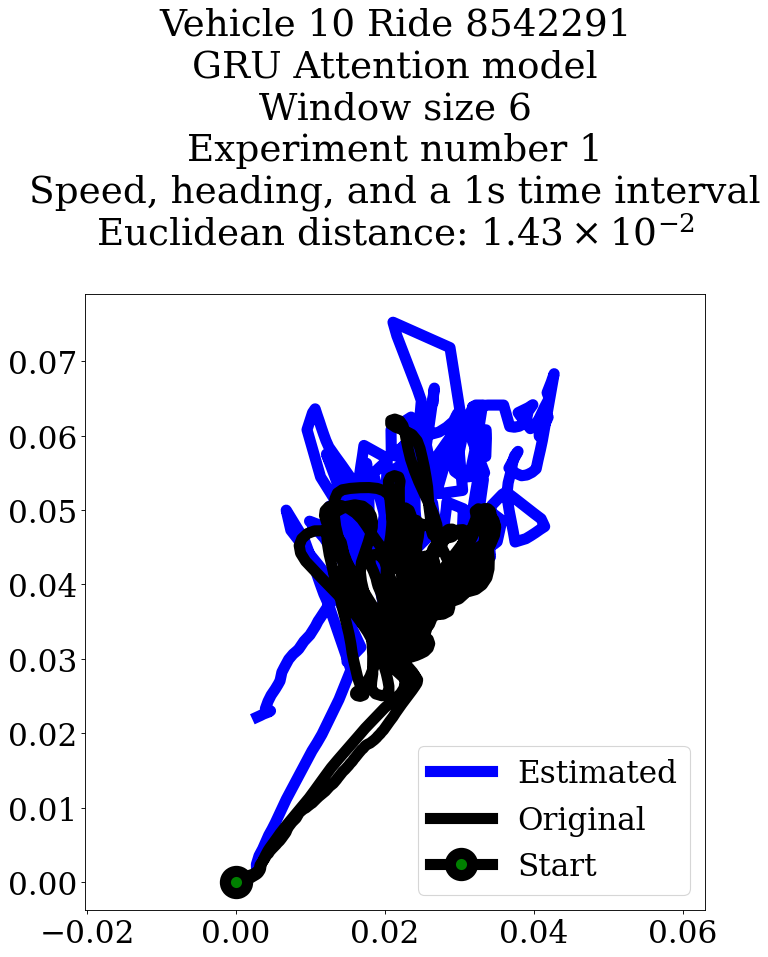 Vehicle 10 Ride 8542291
GRU Attention model
Window size 6
Experiment number 1
Speed, heading, and a 1s time interval
Euclidean distance: 1.43 × 10⁻²
0.07
0.06
0.05
0.04
0.03
0.02
0.01
0.00
−0.02
0.00
0.02
0.04
0.06
Estimated
Original
Start